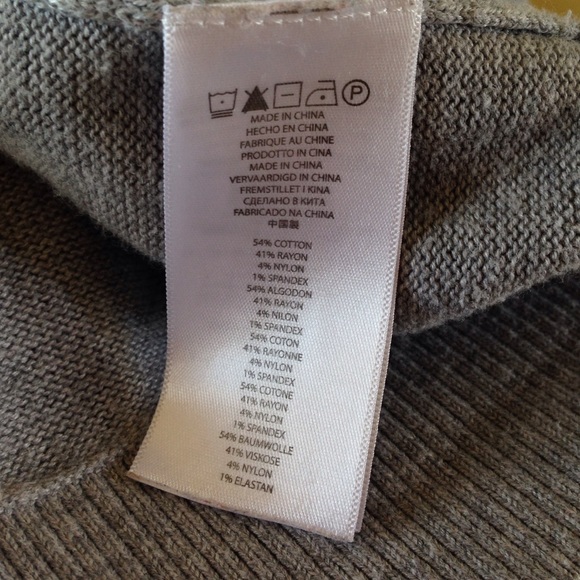 P
MADE IN CHINA
HECHO EN CHINA
FABRIQUE AU CHINE
PRODOTTO IN CINA
MADE IN CHINA
VERVAARDIGD IN CHINA
FREMSTILLET I KINA
СДЕЛАНО В КИТА
FABRICADO NA CHINA
中国製
54% COTTON
41% RAYON
4% NYLON
1% SPANDEX
54% ALGODON
41% RAYON
4% NILON
1% SPANDEX
54% COTON
41% RAYONNE
4% NYLON
1% SPANDEX
54% COTONE
41% RAYON
4% NYLON
1% SPANDEX
54% BAUMWOLLE
41% VISKOSE
4% NYLON
1% ELASTAN